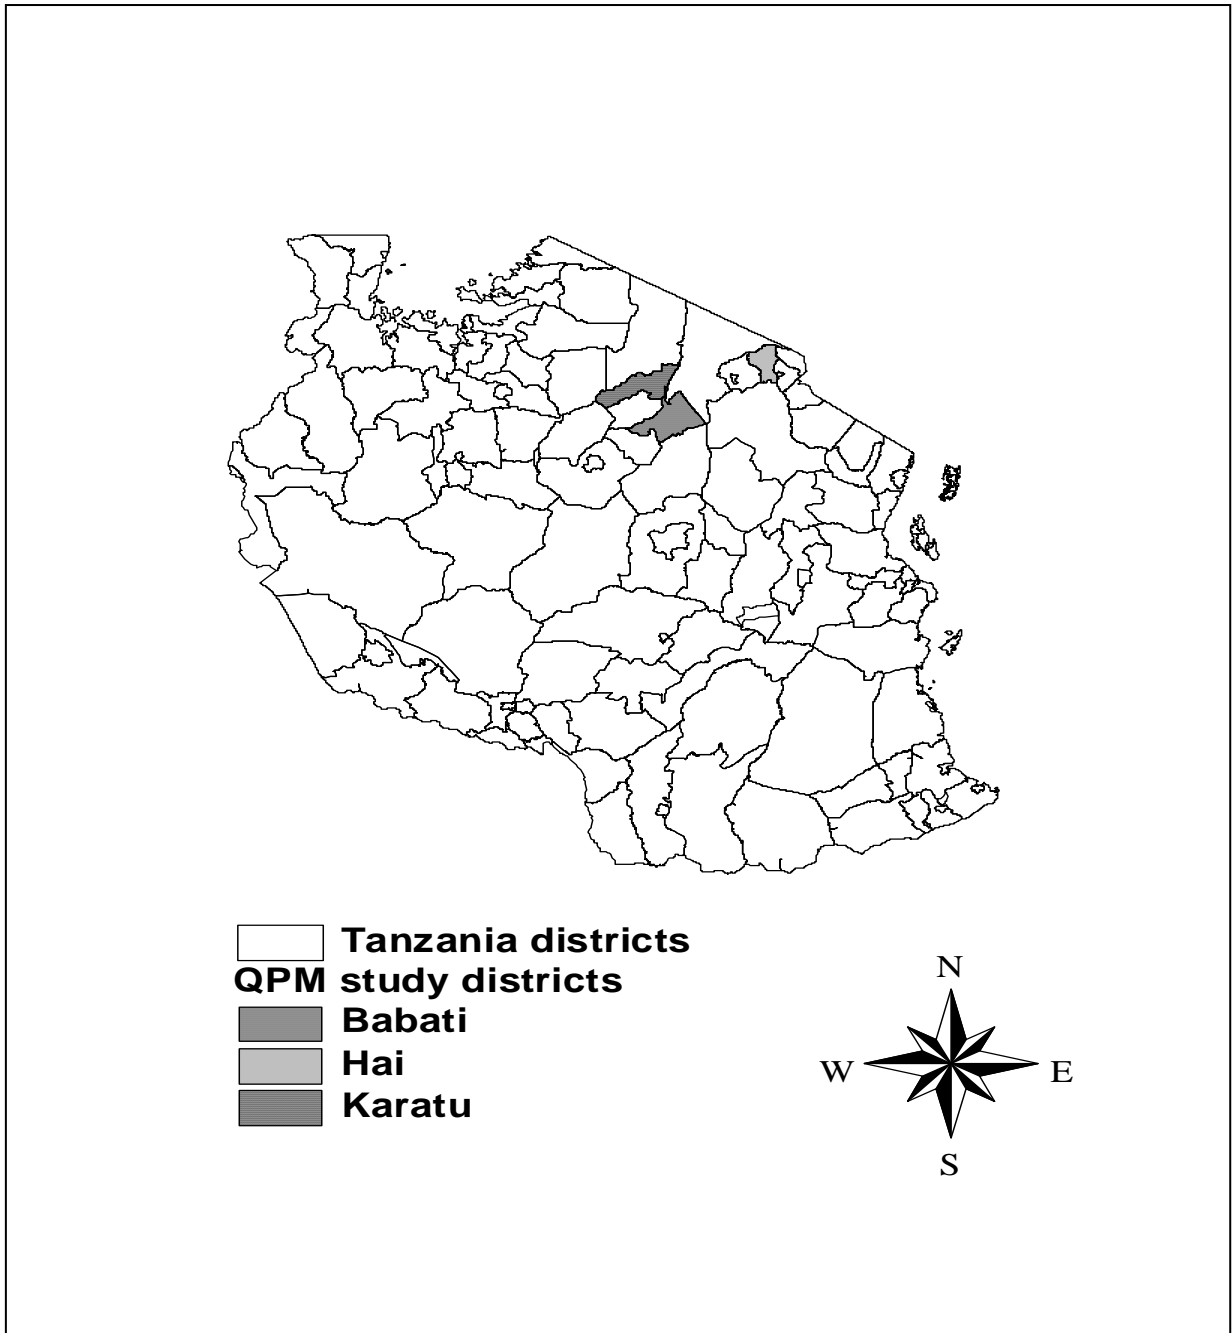 Tanzania districts
QPM study districts
Babati
Hai
Karatu
N
W
E
S